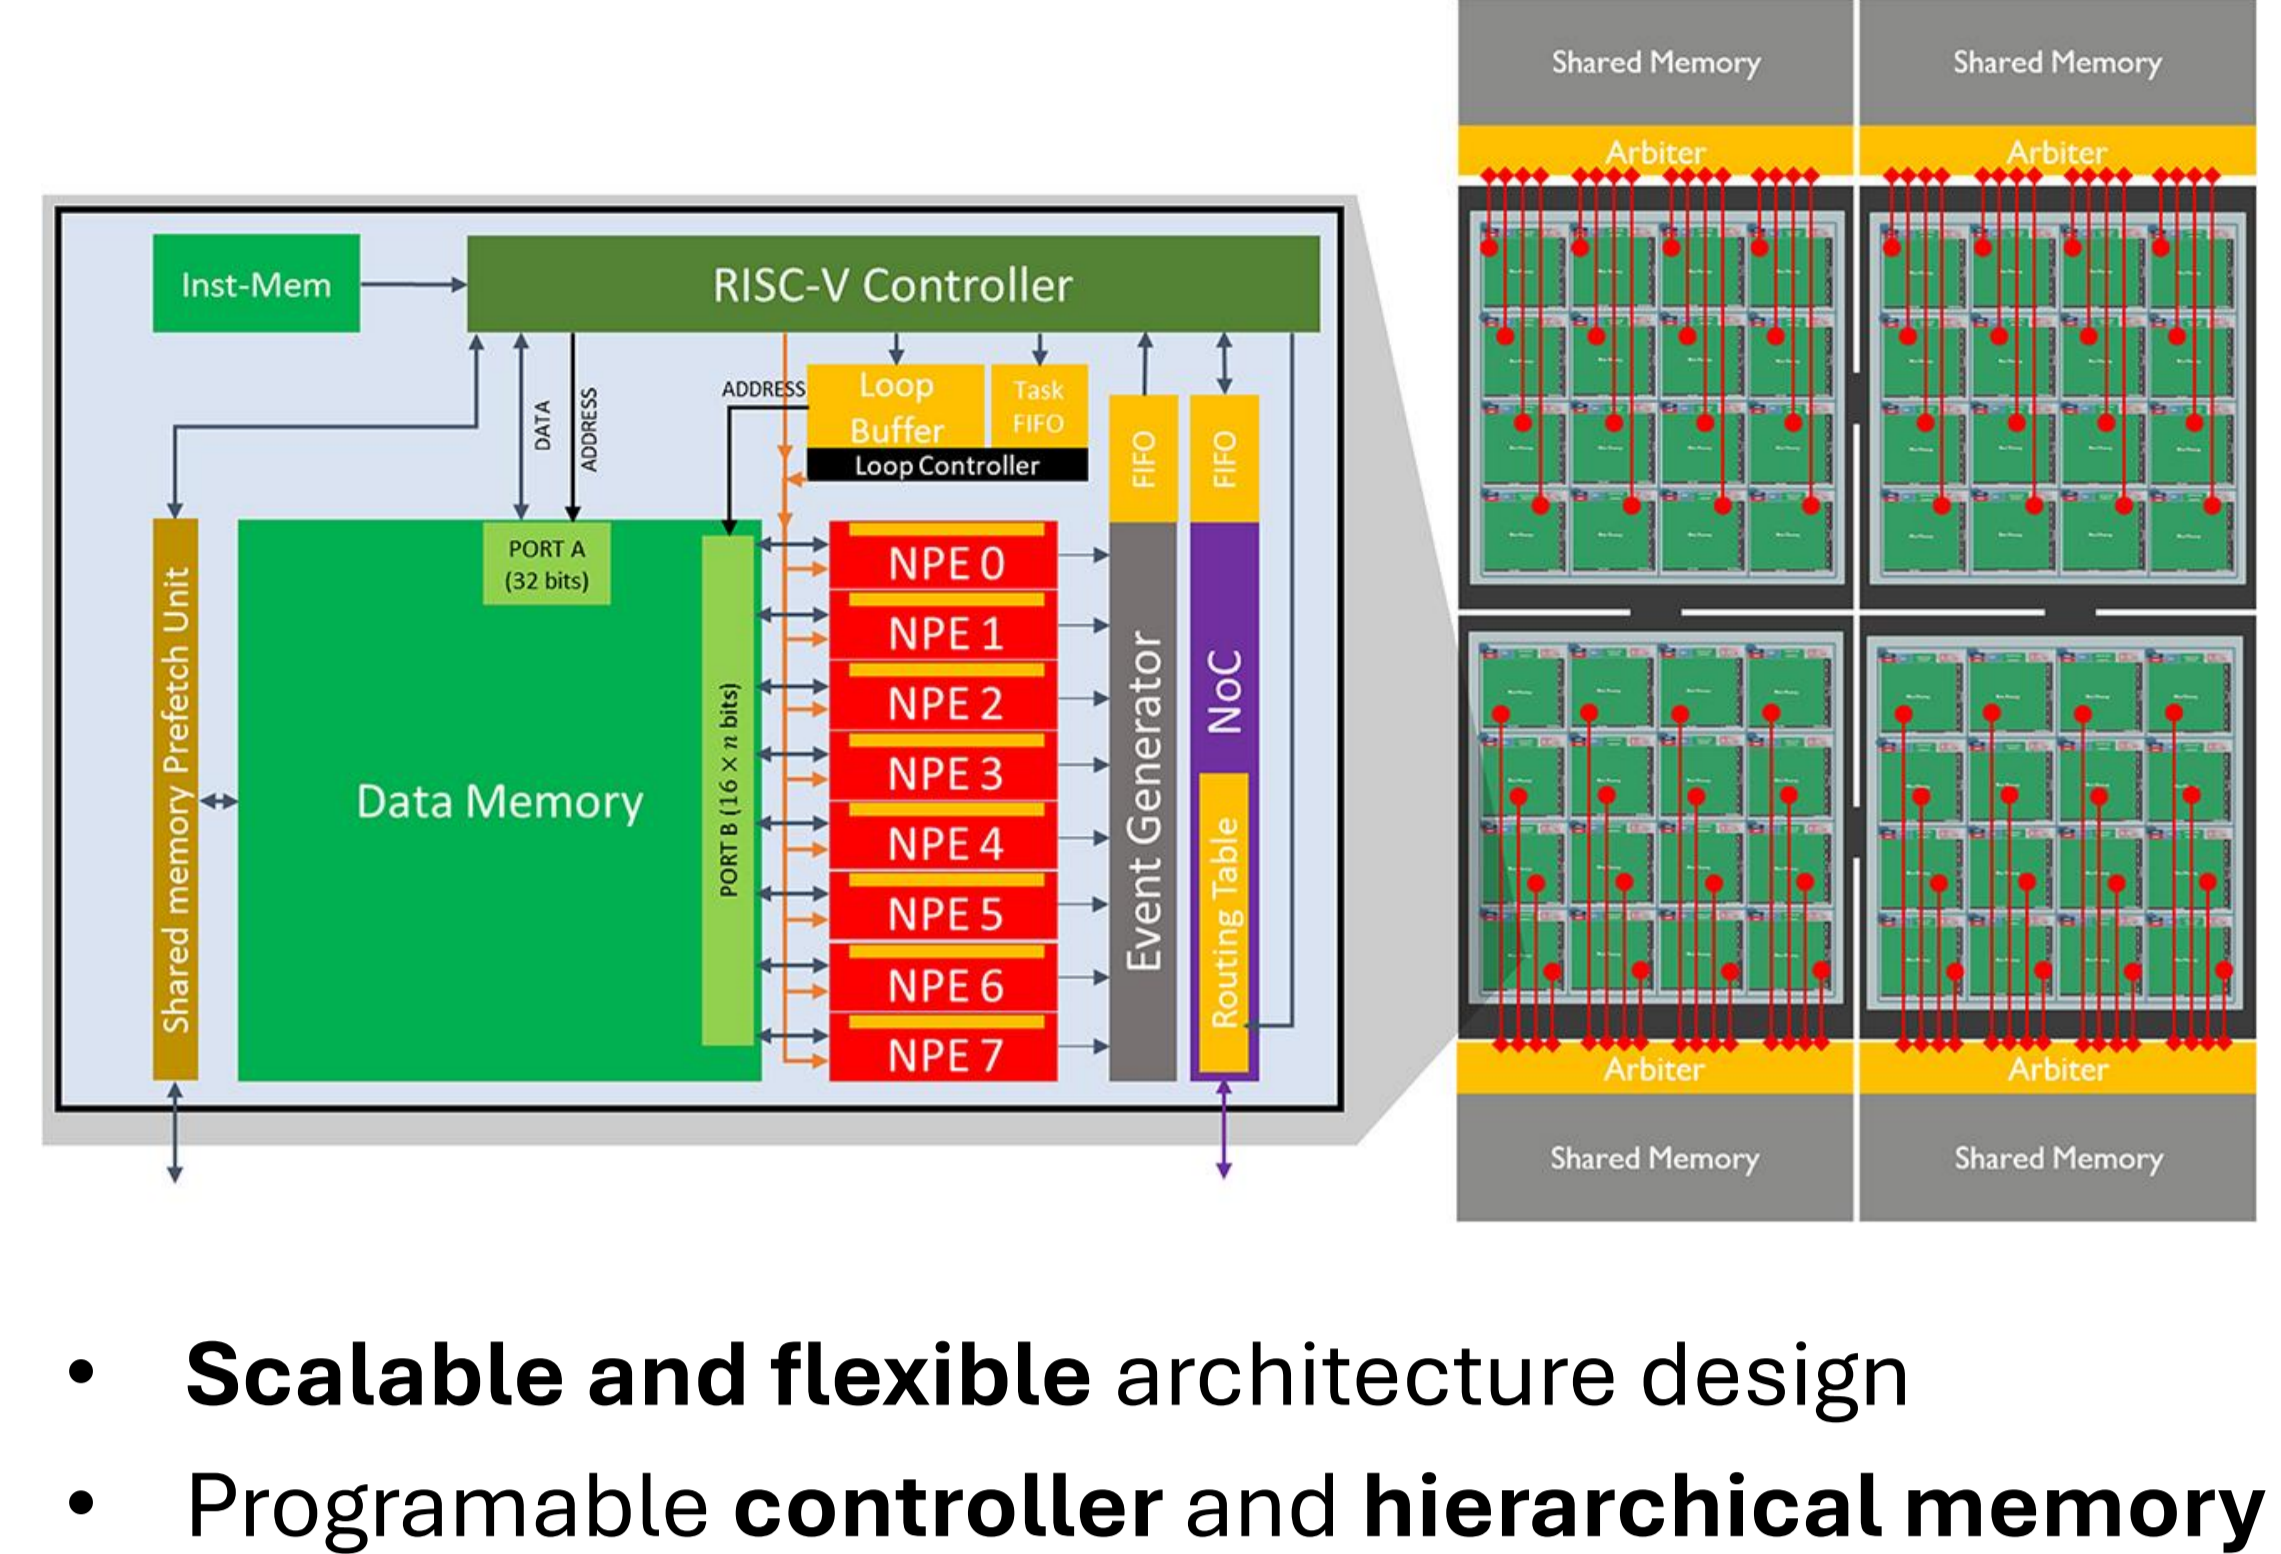 Shared Memory
Shared Memory
Arbiter
Arbiter
Inst-Mem
RISC-V Controller
DATA
ADDRESS
ADDRESS
Loop
Buffer
Task
FIFO
Loop Controller
FIFO
FIFO
Shared memory Prefetch Unit
PORT A
(32 bits)
Data Memory
PORT B (16 × n bits)
NPE 0
NPE 1
NPE 2
NPE 3
NPE 4
NPE 5
NPE 6
NPE 7
Event Generator
NoC
Routing Table
Arbiter
Arbiter
Shared Memory
Shared Memory
• Scalable and flexible architecture design
• Programable controller and hierarchical memory